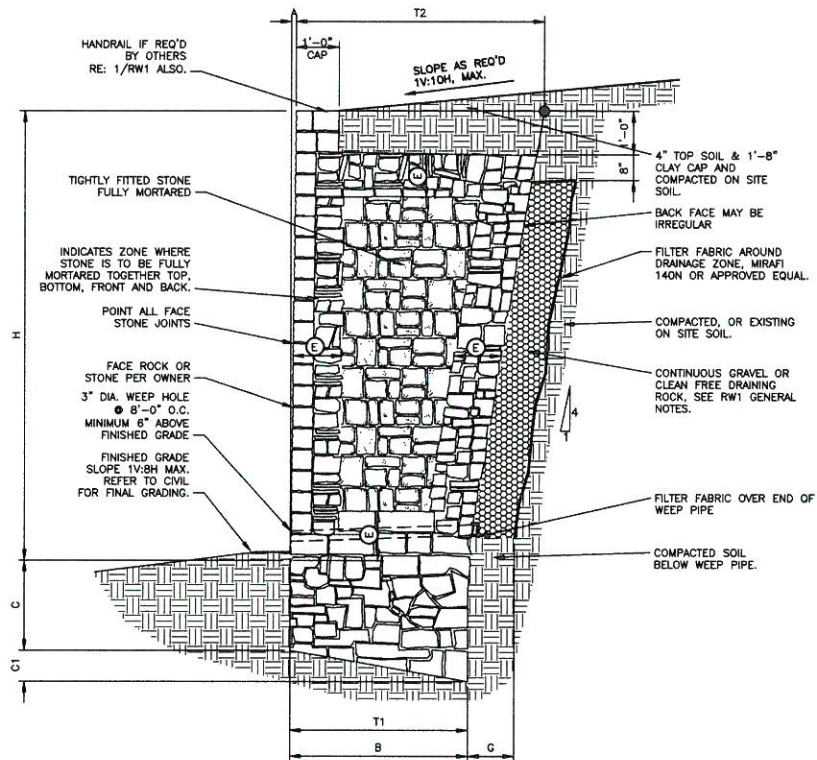 T2
HANDRAIL IF REQ'D
BY OTHERS
RE: 1/RW1 ALSO.
1'-0"
CAP
SLOPE AS REQ'D
1V:10H, MAX.
1'-0"
8"
4" TOP SOIL & 1'-8"
CLAY CAP AND
COMPACTED ON SITE
SOIL.
TIGHTLY FITTED STONE
FULLY MORTARED
E
BACK FACE MAY BE
IRREGULAR
INDICATES ZONE WHERE
STONE IS TO BE FULLY
MORTARED TOGETHER TOP,
BOTTOM, FRONT AND BACK.
FILTER FABRIC AROUND
DRAINAGE ZONE, MIRAFI
140N OR APPROVED EQUAL.
POINT ALL FACE
STONE JOINTS
COMPACTED, OR EXISTING
ON SITE SOIL.
H
E
E
FACE ROCK OR
STONE PER OWNER
CONTINUOUS GRAVEL OR
CLEAN FREE DRAINING
ROCK, SEE RW1 GENERAL
NOTES.
3" DIA. WEEP HOLE
@ 8'-0" O.C.
MINIMUM 6" ABOVE
FINISHED GRADE
4
1
FINISHED GRADE
SLOPE 1V:8H MAX.
REFER TO CIVIL
FOR FINAL GRADING.
FILTER FABRIC OVER END OF
WEEP PIPE
E
COMPACTED SOIL
BELOW WEEP PIPE.
C
C1
T1
B
G